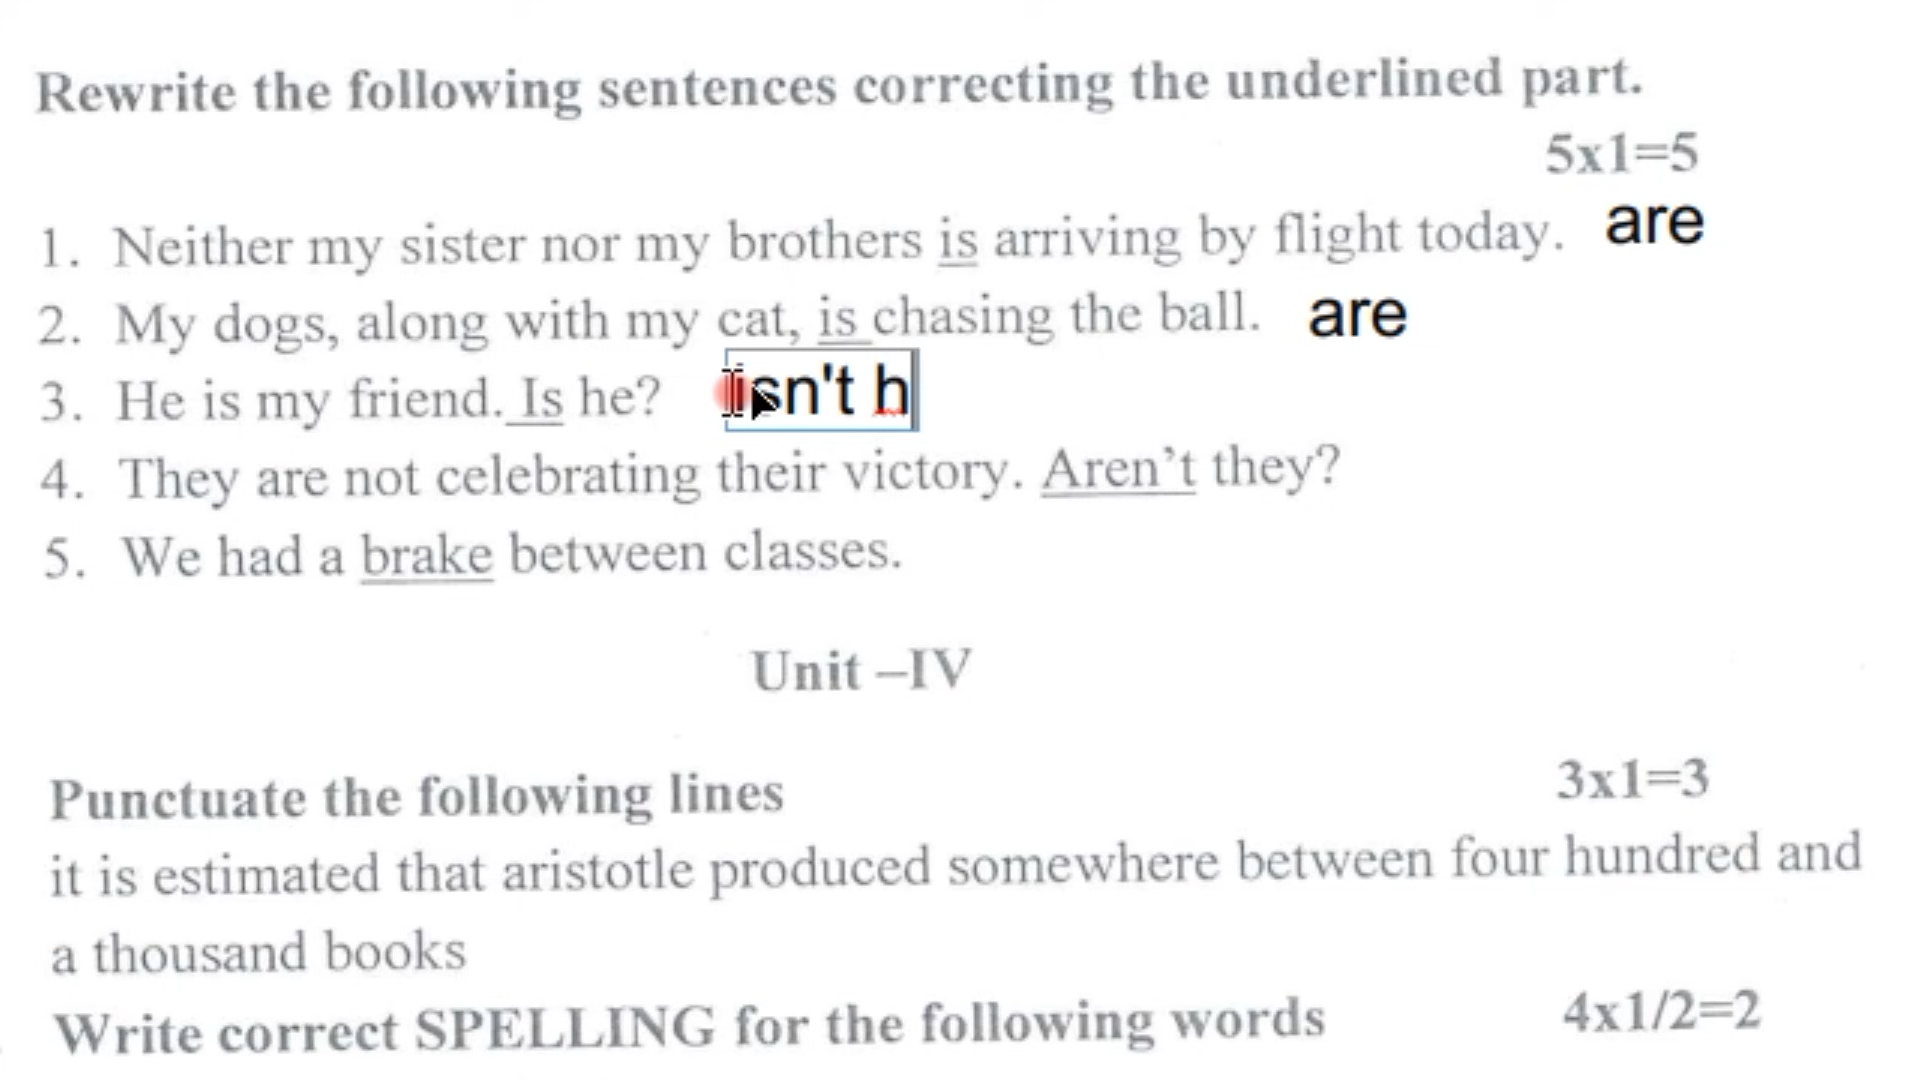 Rewrite the following sentences correcting the underlined part.
5x1=5
1. Neither my sister nor my brothers is arriving by flight today. are
2. My dogs, along with my cat, is chasing the ball. are
3. He is my friend. Is he? Isn't h
4. They are not celebrating their victory. Aren't they?
5. We had a brake between classes.
Unit –IV
Punctuate the following lines 3x1=3
it is estimated that aristotle produced somewhere between four hundred and
a thousand books
Write correct SPELLING for the following words 4x1/2=2